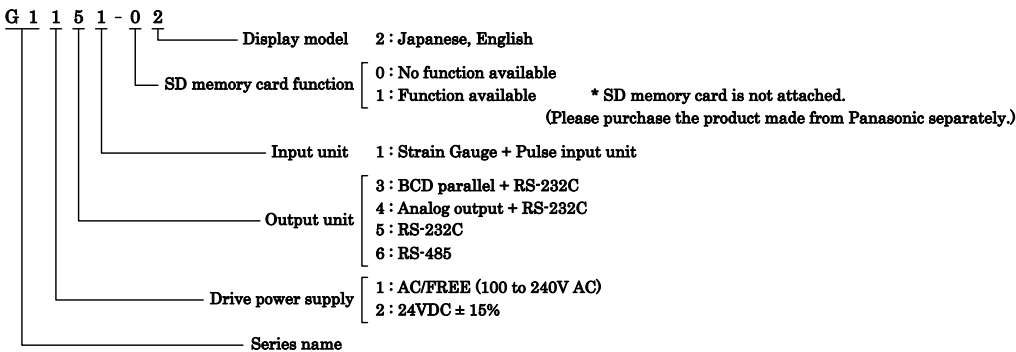 G 1 1 5 1 - 0 2
Display model 2 : Japanese, English
SD memory card function 0 : No function available
1 : Function available * SD memory card is not attached.
(Please purchase the product made from Panasonic separately.)
Input unit 1 : Strain Gauge + Pulse input unit
Output unit 3 : BCD parallel + RS-232C
4 : Analog output + RS-232C
5 : RS-232C
6 : RS-485
Drive power supply 1 : AC/FREE (100 to 240V AC)
2 : 24VDC ± 15%
Series name